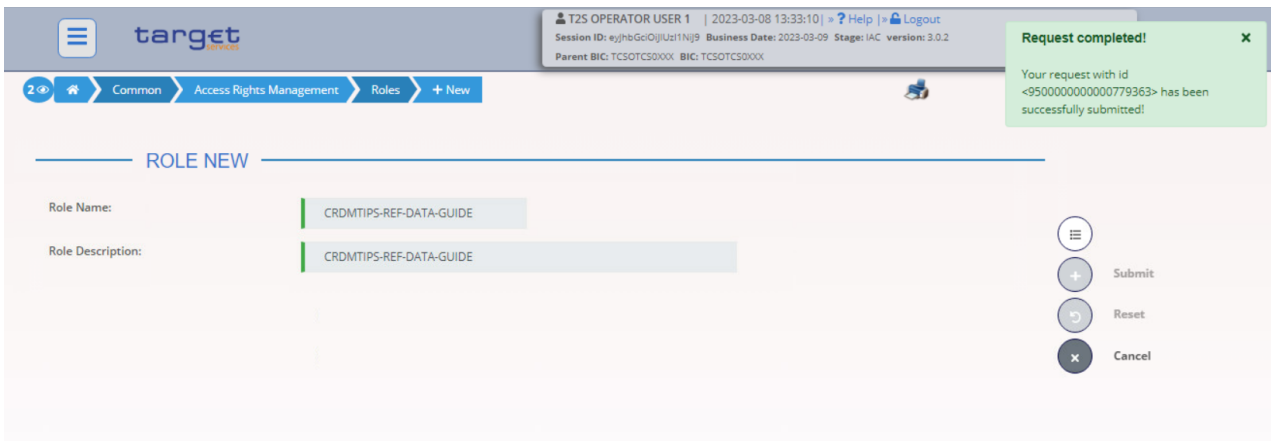 target
services
T2S OPERATOR USER 1 | 2023-03-08 13:33:10| » ? Help |» Logout
Session ID: eyJhbGciOiJIUzI1NiJ9 Business Date: 2023-03-09 Stage: IAC version: 3.0.2
Parent BIC: TCSOTCS0XXX BIC: TCSOTCS0XXX
Request completed! ×
Your request with id
<9500000000000779363> has been
successfully submitted!
2 Common Access Rights Management Roles + New
ROLE NEW
Role Name: CRDMTIPS-REF-DATA-GUIDE
Role Description: CRDMTIPS-REF-DATA-GUIDE
Submit
Reset
Cancel